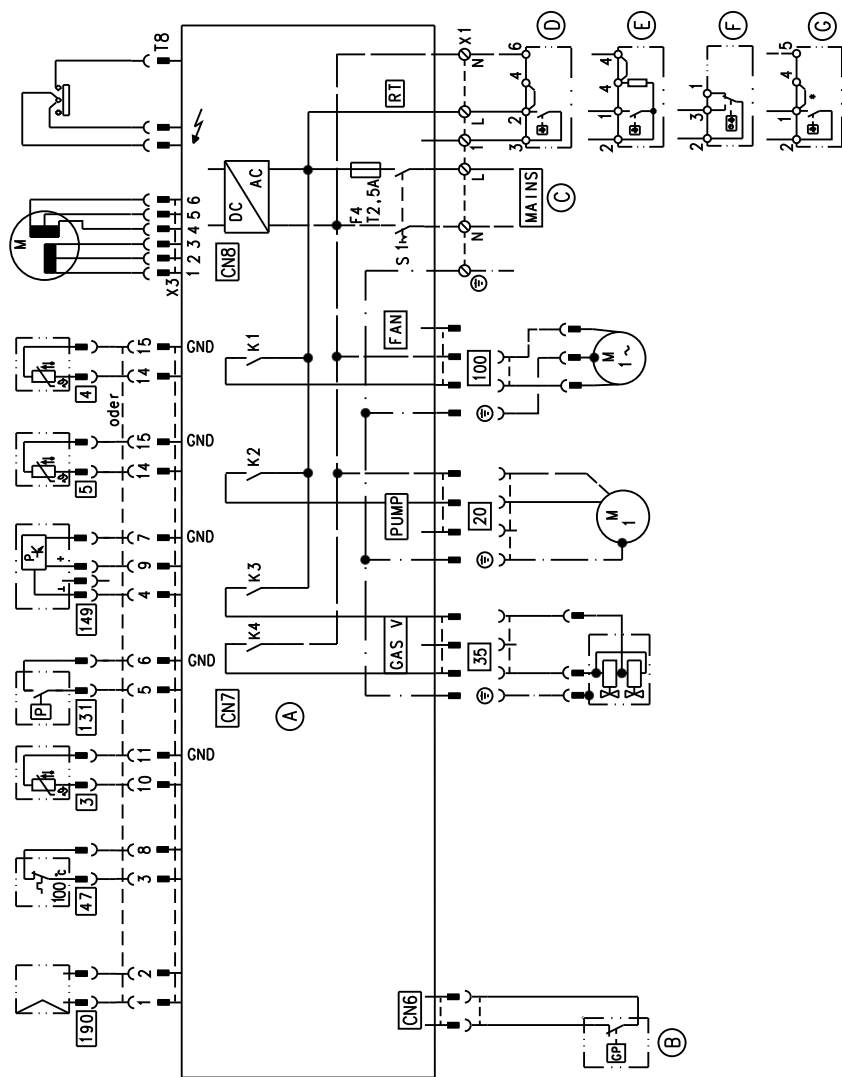 T8
M
X3
1 2 3 4 5 6
CN8
DC
AC
RT
X1
F4
T2,5A
S1
N
L
1
L
N
MAINS
C
3 2 4 6
D
2 1 4 4
E
2 3 1
F
2 1 4 5
*
G
4
14
15
GND
oder
5
14
15
GND
149
P
K
+
⊥
4
9
7
GND
131
P
5
6
GND
3
10
11
GND
47
100°C
3
8
190
1
2
K1
K2
K3
K4
CN7
A
FAN
100
M
1~
PUMP
20
M
1
GAS V
35
CN6
GP
B